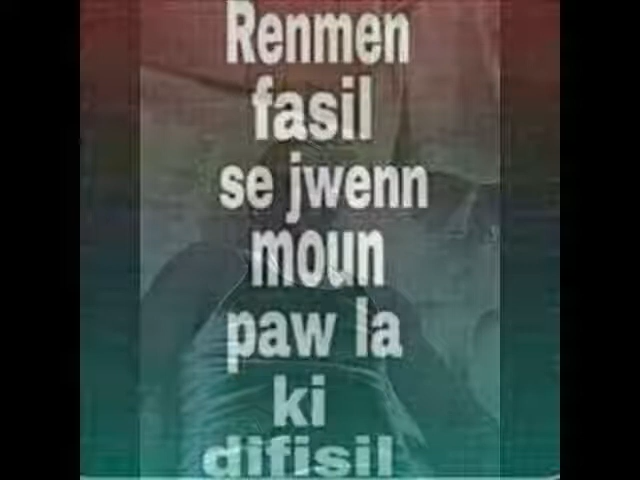 Renmen
fasil
se jwenn
moun
paw la
ki
difisil